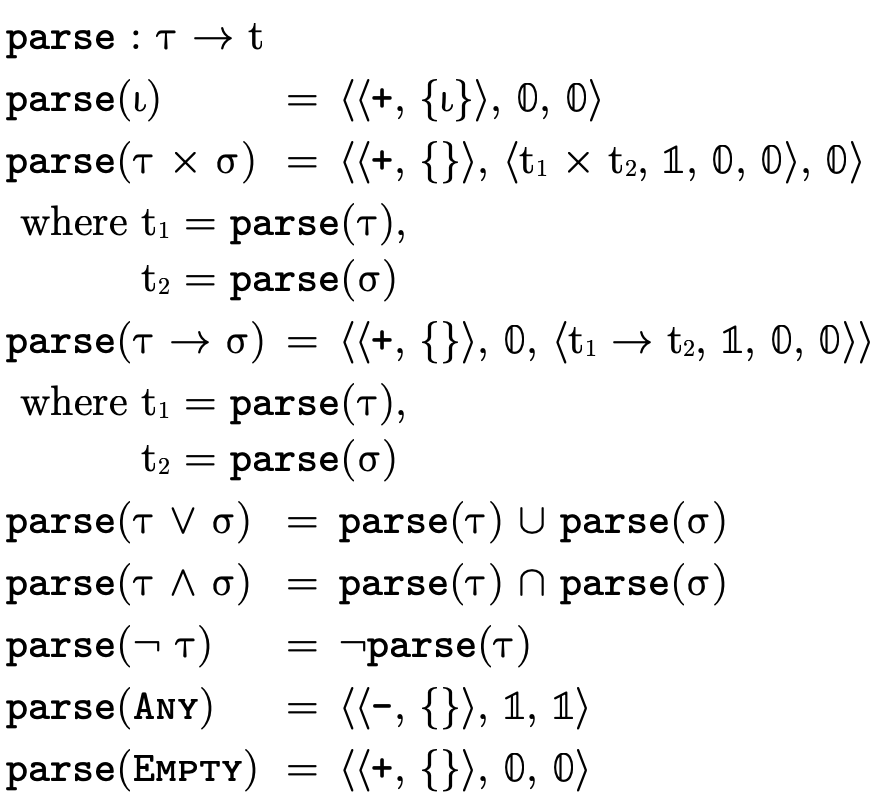 parse : τ → t
parse(ι) = ⟨⟨+, {ι}⟩, 𝟘, 𝟘⟩
parse(τ × σ) = ⟨⟨+, {}⟩, ⟨t₁ × t₂, 𝟙, 𝟘, 𝟘⟩, 𝟘⟩
where t₁ = parse(τ),
t₂ = parse(σ)
parse(τ → σ) = ⟨⟨+, {}⟩, 𝟘, ⟨t₁ → t₂, 𝟙, 𝟘, 𝟘⟩⟩
where t₁ = parse(τ),
t₂ = parse(σ)
parse(τ ∨ σ) = parse(τ) ∪ parse(σ)
parse(τ ∧ σ) = parse(τ) ∩ parse(σ)
parse(¬ τ) = ¬parse(τ)
parse(Any) = ⟨⟨-, {}⟩, 𝟙, 𝟙⟩
parse(Empty) = ⟨⟨+, {}⟩, 𝟘, 𝟘⟩